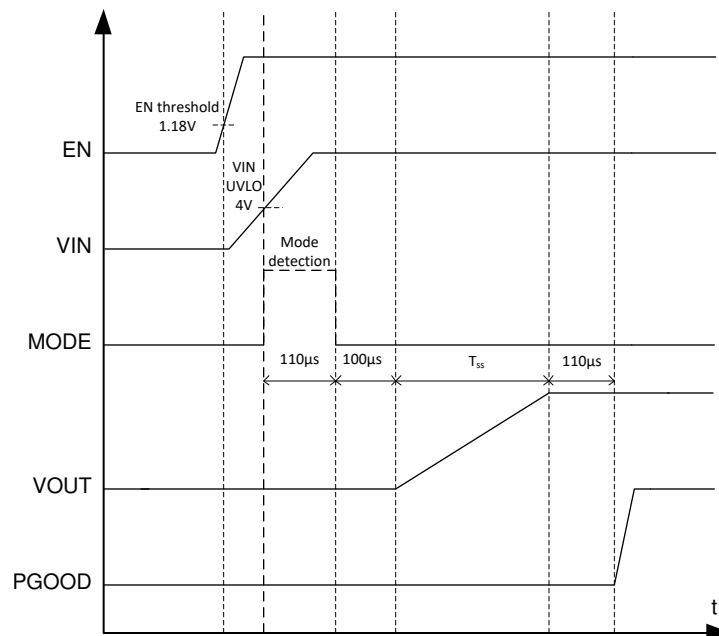 EN threshold
1.18V
EN
VIN
UVLO
4V
VIN
Mode
detection
MODE
110µs
100µs
Tss
110µs
VOUT
PGOOD
t